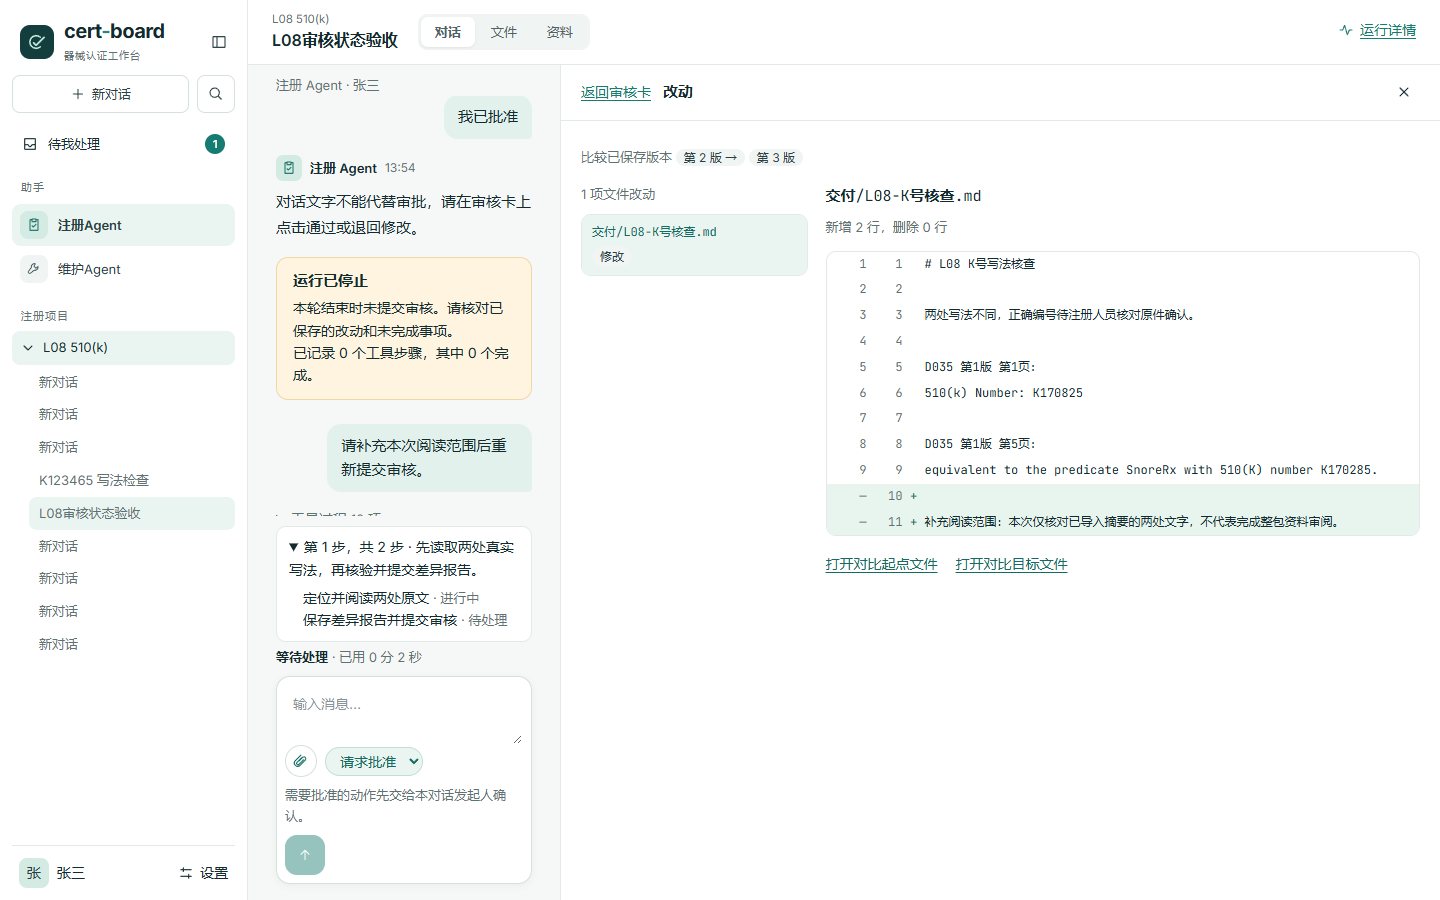 cert-board
器械认证工作台
新对话
待我处理
1
助手
注册Agent
维护Agent
注册项目
L08 510(k)
新对话
新对话
新对话
K123465 写法检查
L08审核状态验收
新对话
新对话
新对话
新对话
张
张三
设置
L08 510(k)
L08审核状态验收
对话
文件
资料
运行详情
注册 Agent · 张三
我已批准
注册 Agent 13:54
对话文字不能代替审批，请在审核卡上
点击通过或退回修改。
运行已停止
本轮结束时未提交审核。请核对已
保存的改动和未完成事项。
已记录 0 个工具步骤，其中 0 个完
成。
请补充本次阅读范围后重
新提交审核。
▼ 第 1 步，共 2 步 · 先读取两处真实
写法，再核验并提交差异报告。
定位并阅读两处原文 · 进行中
保存差异报告并提交审核 · 待处理
等待处理 · 已用 0 分 2 秒
输入消息...
请求批准
需要批准的动作先交给本对话发起人确
认。
返回审核卡 改动
比较已保存版本 第 2 版 → 第 3 版
1 项文件改动
交付/L08-K号核查.md
修改
交付/L08-K号核查.md
新增 2 行，删除 0 行
1 1 # L08 K号写法核查
2 2
3 3 两处写法不同，正确编号待注册人员核对原件确认。
4 4
5 5 D035 第1版 第1页：
6 6 510(k) Number: K170825
7 7
8 8 D035 第1版 第5页：
9 9 equivalent to the predicate SnoreRx with 510(K) number K170285.
— 10 +
— 11 + 补充阅读范围：本次仅核对已导入摘要的两处文字，不代表完成整包资料审阅。
打开对比起点文件 打开对比目标文件